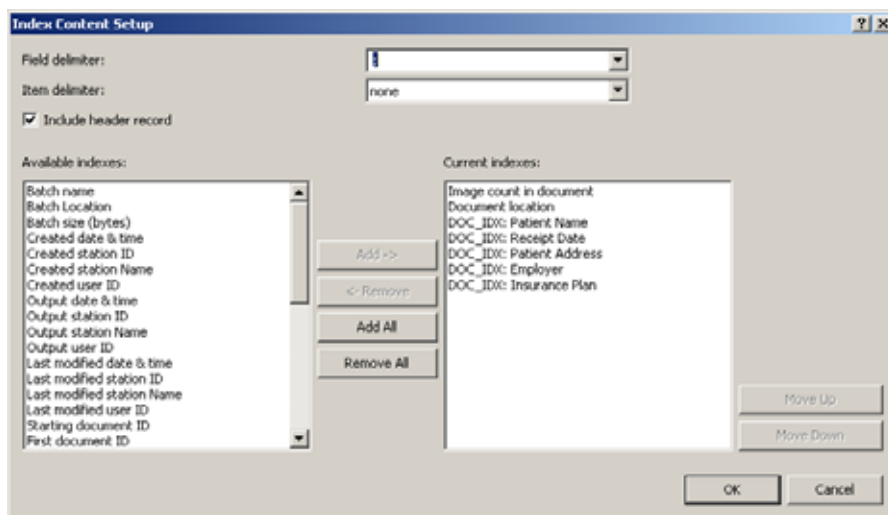 Index Content Setup
Field delimiter:
Item delimiter:
none
Include header record
Available indexes:
Batch name
Batch Location
Batch size (bytes)
Created date & time
Created station ID
Created station Name
Created user ID
Output date & time
Output station ID
Output station Name
Output user ID
Last modified date & time
Last modified station ID
Last modified station Name
Last modified user ID
Starting document ID
First document ID
Add ->
<- Remove
Add All
Remove All
Current indexes:
Image count in document
Document location
DOC_IDX: Patient Name
DOC_IDX: Receipt Date
DOC_IDX: Patient Address
DOC_IDX: Employer
DOC_IDX: Insurance Plan
Move Up
Move Down
OK
Cancel